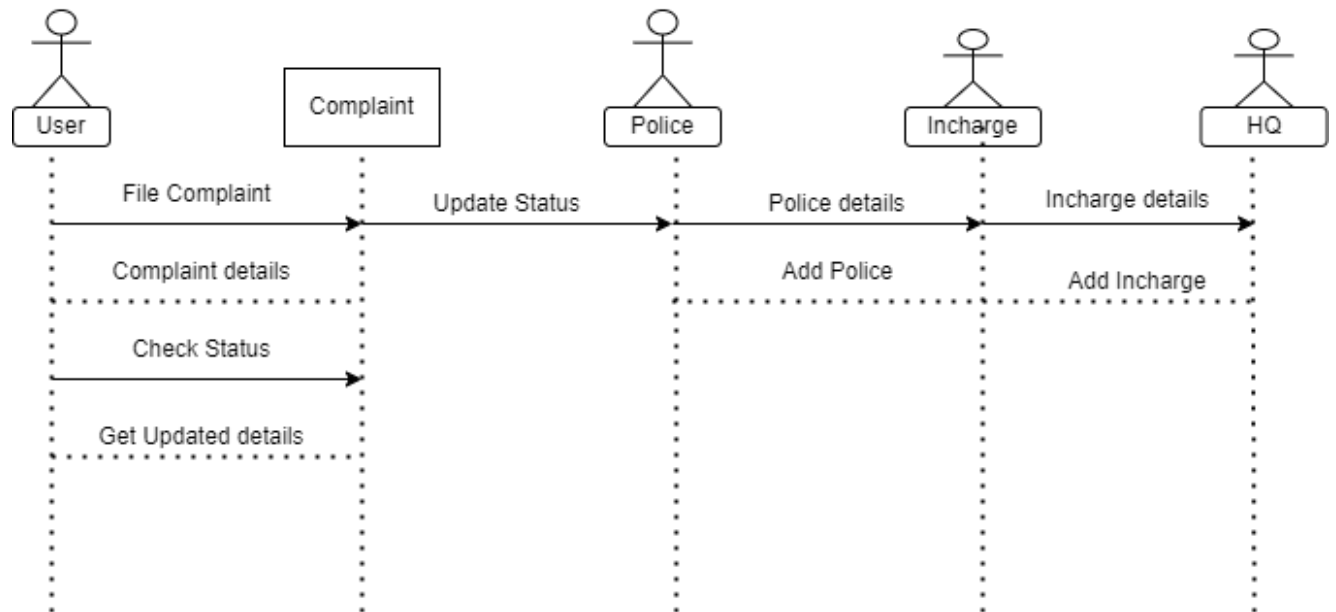 User
Complaint
Police
Incharge
HQ
File Complaint
Update Status
Police details
Incharge details
Complaint details
Add Police
Add Incharge
Check Status
Get Updated details